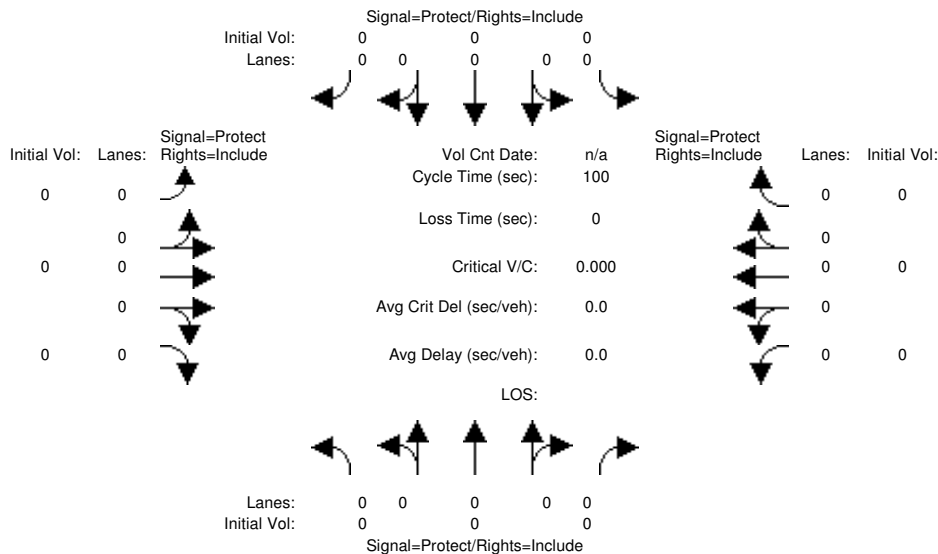 Signal=Protect/Rights=Include
Initial Vol: 0 0 0
Lanes: 0 0 0 0 0
Signal=Protect Signal=Protect
Initial Vol: Lanes: Rights=Include Vol Cnt Date: n/a Rights=Include Lanes: Initial Vol:
Cycle Time (sec): 100
0 0 0 0
Loss Time (sec): 0
0 0
0 0 Critical V/C: 0.000 0 0
0 Avg Crit Del (sec/veh): 0.0 0
0 0 Avg Delay (sec/veh): 0.0 0 0
LOS:
Lanes: 0 0 0 0 0
Initial Vol: 0 0 0
Signal=Protect/Rights=Include